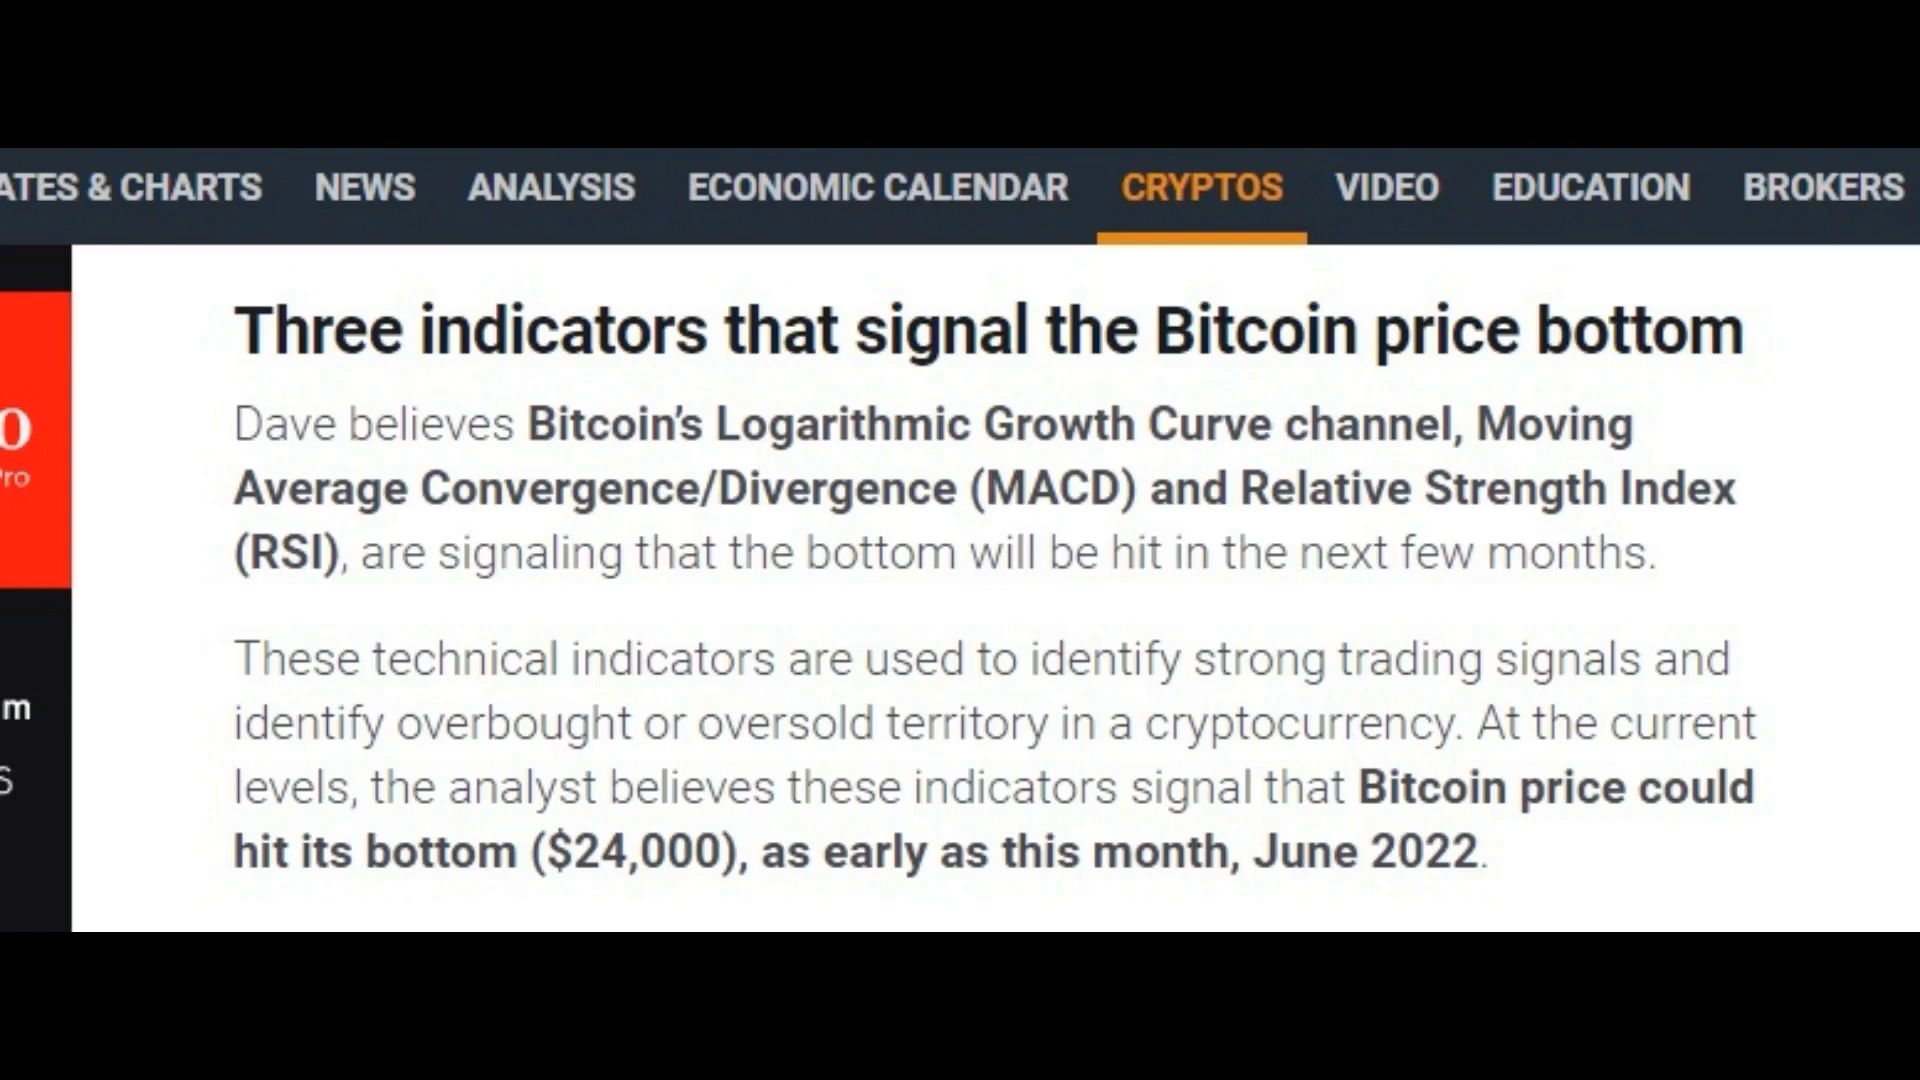 ATES & CHARTS NEWS ANALYSIS ECONOMIC CALENDAR CRYPTOS VIDEO EDUCATION BROKERS
Three indicators that signal the Bitcoin price bottom
Dave believes Bitcoin's Logarithmic Growth Curve channel, Moving
Average Convergence/Divergence (MACD) and Relative Strength Index
(RSI), are signaling that the bottom will be hit in the next few months.
These technical indicators are used to identify strong trading signals and
identify overbought or oversold territory in a cryptocurrency. At the current
levels, the analyst believes these indicators signal that Bitcoin price could
hit its bottom ($24,000), as early as this month, June 2022.
o
Pro
m
S